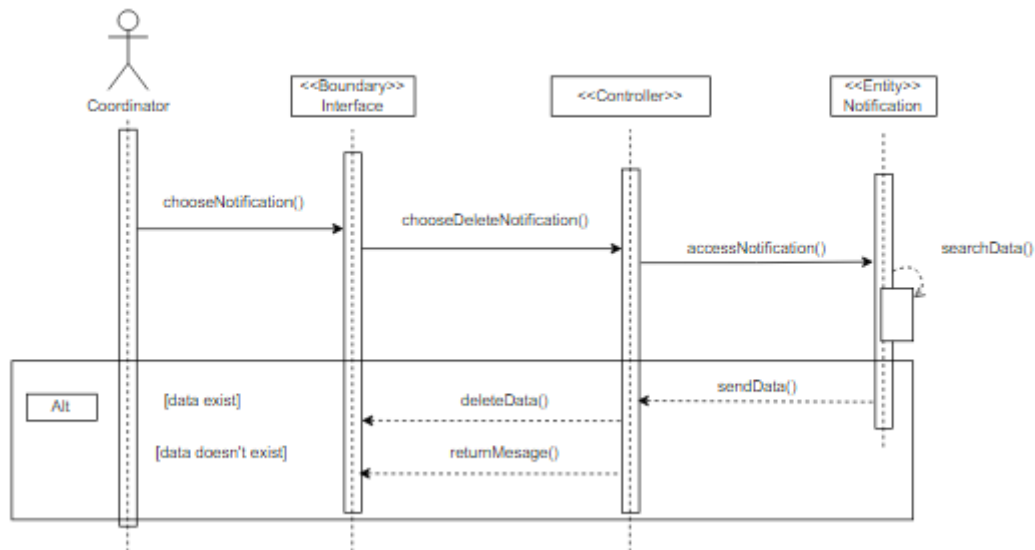 Coordinator
<<Boundary>>
Interface
<<Controller>>
<<Entity>>
Notification
chooseNotification()
chooseDeleteNotification()
accessNotification()
searchData()
Alt
[data exist]
deleteData()
sendData()
[data doesn't exist]
returnMesage()